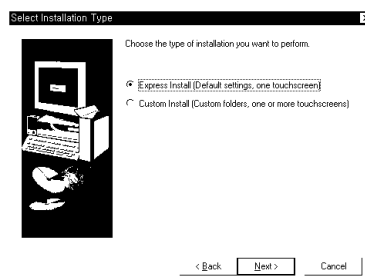 Select Installation Type
Choose the type of installation you want to perform.
Express Install (Default settings, one touchscreen)
Custom Install (Custom folders, one or more touchscreens)
< Back
Next >
Cancel